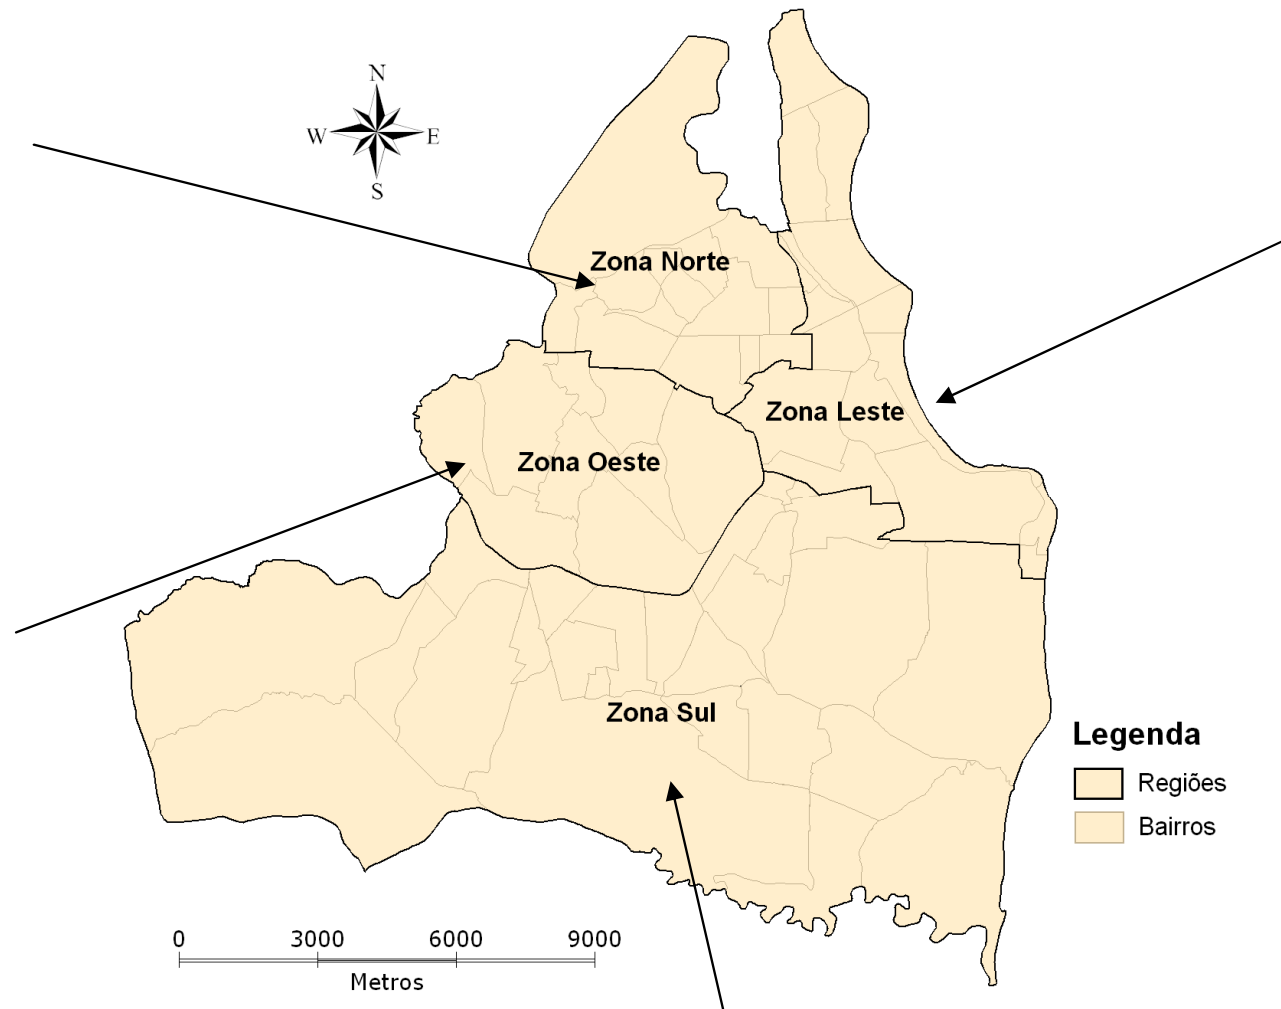 N
W E
S
Zona Norte
Zona Leste
Zona Oeste
Zona Sul
Legenda
Regiões
Bairros
0 3000 6000 9000
Metros